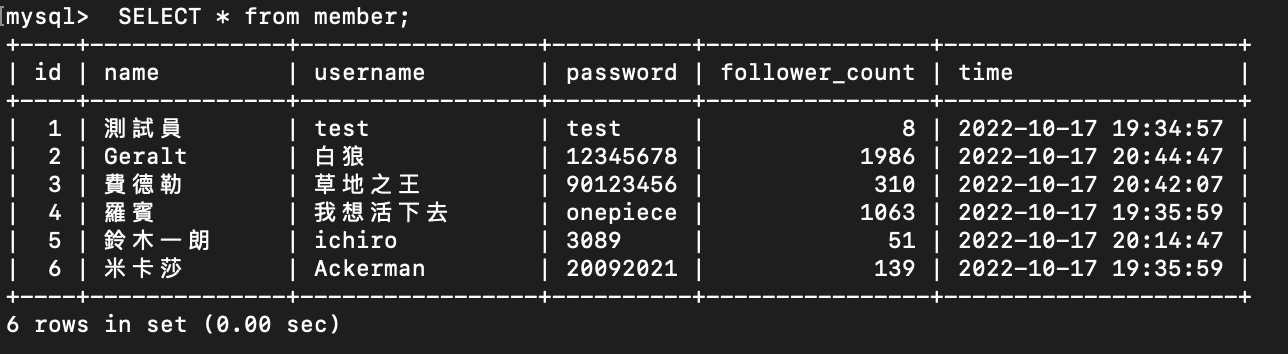 mysql>  SELECT * from member;
+----+--------------+------------------+----------+----------------+---------------------+
| id | name         | username         | password | follower_count | time                |
+----+--------------+------------------+----------+----------------+---------------------+
|  1 | 測試員       | test             | test     |              8 | 2022-10-17 19:34:57 |
|  2 | Geralt       | 白狼             | 12345678 |           1986 | 2022-10-17 20:44:47 |
|  3 | 費德勒       | 草地之王         | 90123456 |            310 | 2022-10-17 20:42:07 |
|  4 | 羅賓         | 我想活下去       | onepiece |           1063 | 2022-10-17 19:35:59 |
|  5 | 鈴木一朗     | ichiro           | 3089     |             51 | 2022-10-17 20:14:47 |
|  6 | 米卡莎       | Ackerman         | 20092021 |            139 | 2022-10-17 19:35:59 |
+----+--------------+------------------+----------+----------------+---------------------+
6 rows in set (0.00 sec)